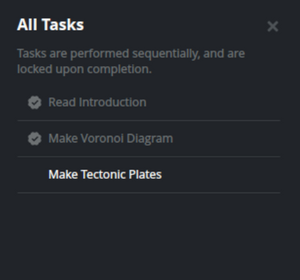 All Tasks
Tasks are performed sequentially, and are
locked upon completion.
Read Introduction
Make Voronoi Diagram
Make Tectonic Plates